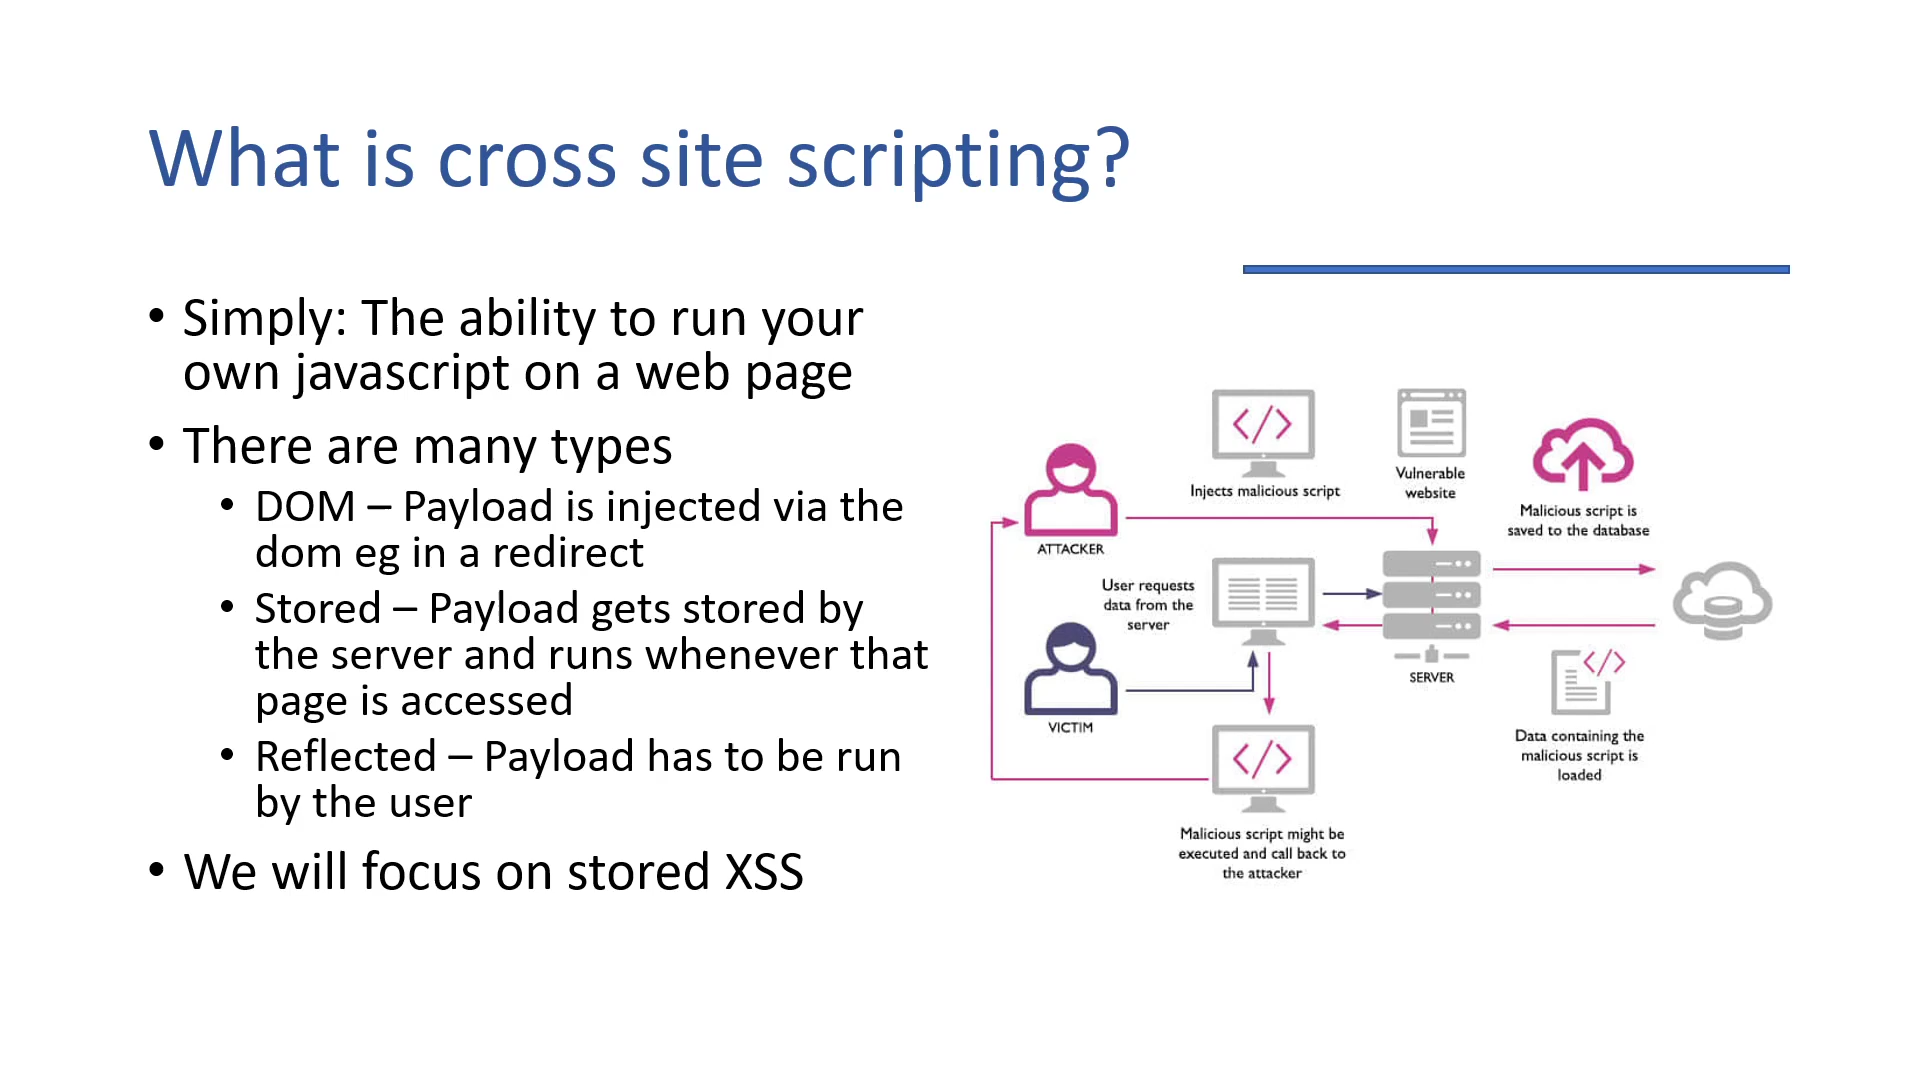 What is cross site scripting?
• Simply: The ability to run your
own javascript on a web page
• There are many types
• DOM – Payload is injected via the
dom eg in a redirect
• Stored – Payload gets stored by
the server and runs whenever that
page is accessed
• Reflected – Payload has to be run
by the user
• We will focus on stored XSS
Injects malicious script
Vulnerable
website
Malicious script is
saved to the database
ATTACKER
User requests
data from the
server
SERVER
VICTIM
Data containing the
malicious script is
loaded
Malicious script might be
executed and call back to
the attacker